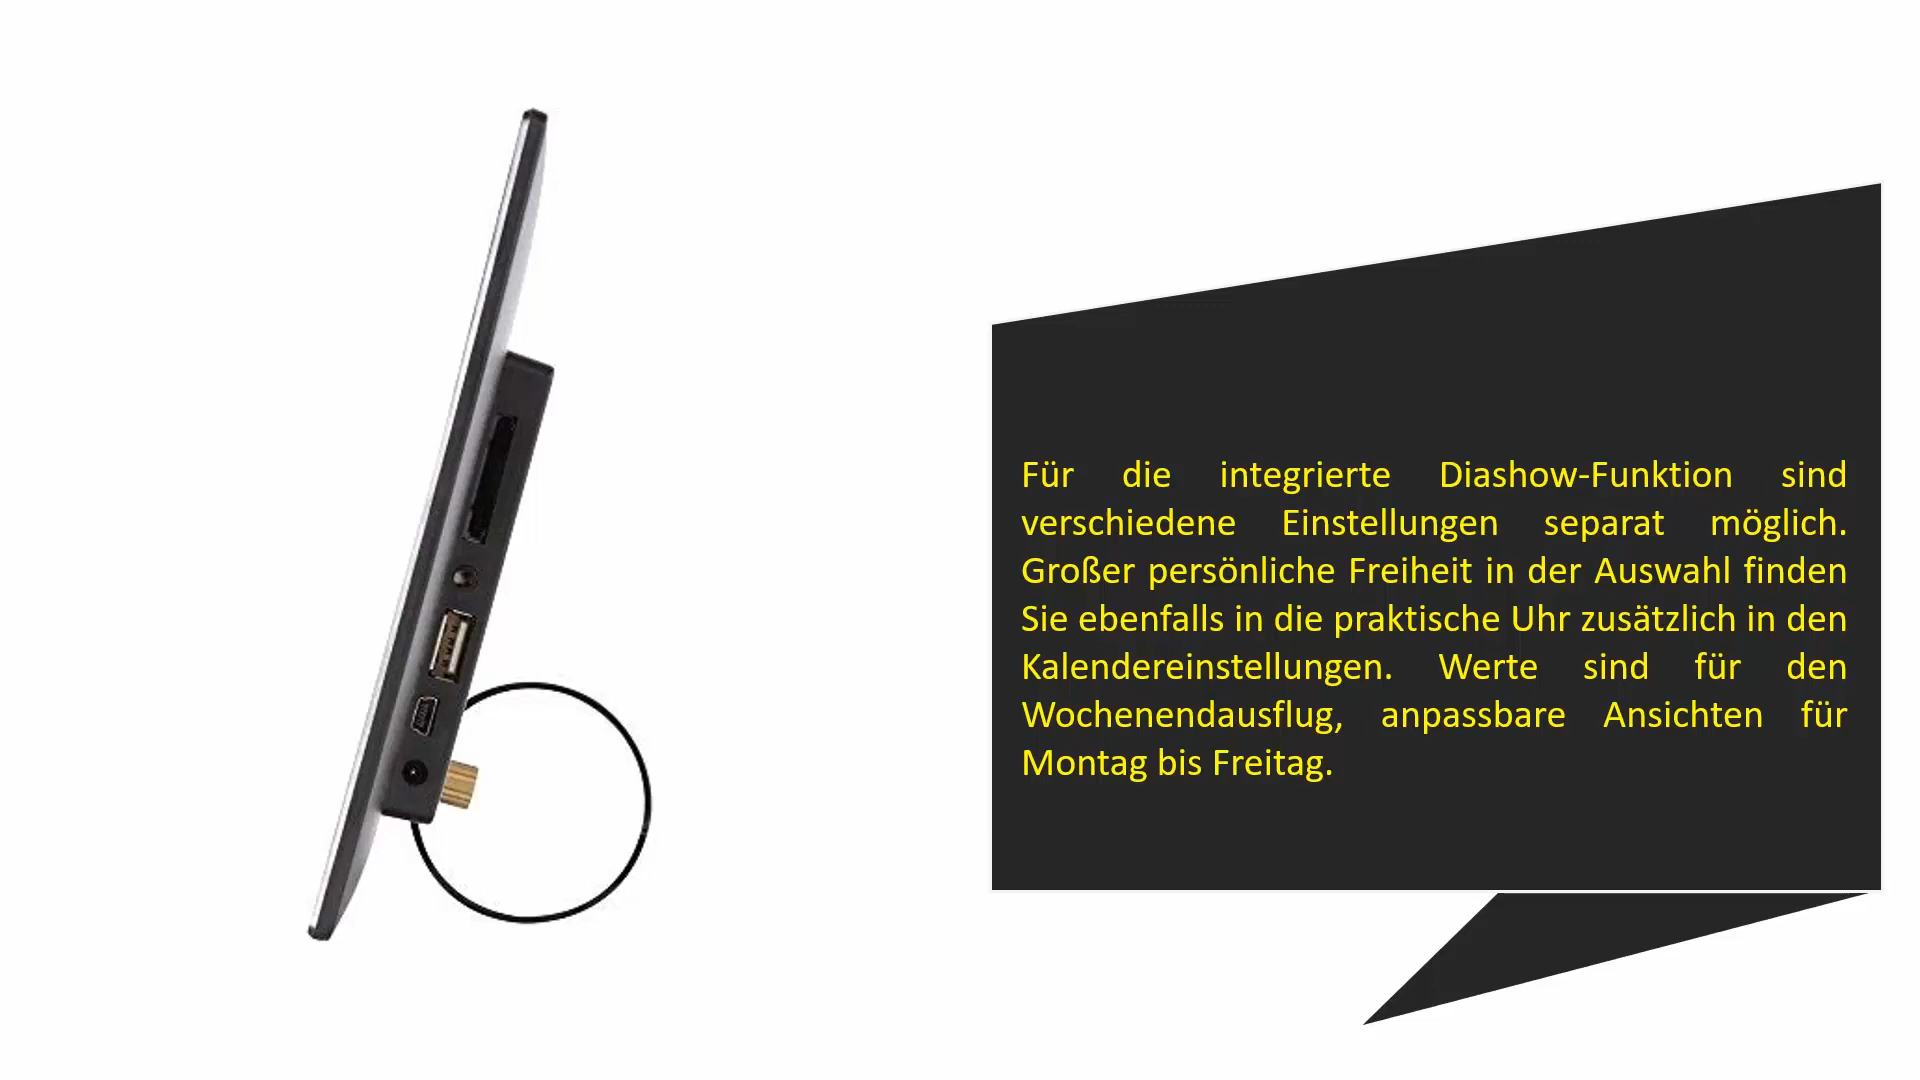 Für die integrierte Diashow-Funktion sind
verschiedene Einstellungen separat möglich.
Großer persönliche Freiheit in der Auswahl finden
Sie ebenfalls in die praktische Uhr zusätzlich in den
Kalendereinstellungen. Werte sind für den
Wochenendausflug, anpassbare Ansichten für
Montag bis Freitag.